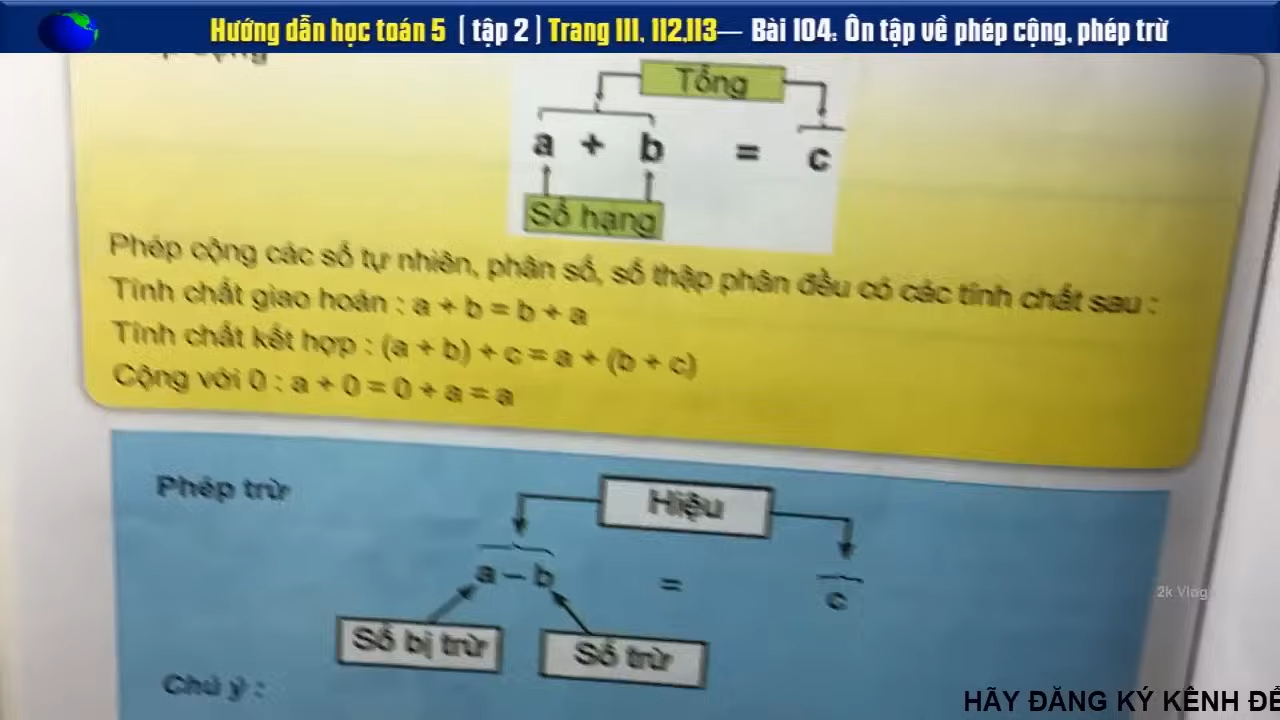 Hướng dẫn học toán 5 ( tập 2 ) Trang 111, 112,113— Bài 104: Ôn tập về phép cộng, phép trừ
Tổng
a + b = c
Số hạng
Phép cộng các số tự nhiên, phân số, số thập phân đều có các tính chất sau :
Tính chất giao hoán : a + b = b + a
Tính chất kết hợp : (a + b) + c = a + (b + c)
Cộng với 0 : a + 0 = 0 + a = a
Phép trừ
Hiệu
a – b = c
2k Vlog
Số bị trừ Số trừ
Chú ý :
HÃY ĐĂNG KÝ KÊNH ĐỂ